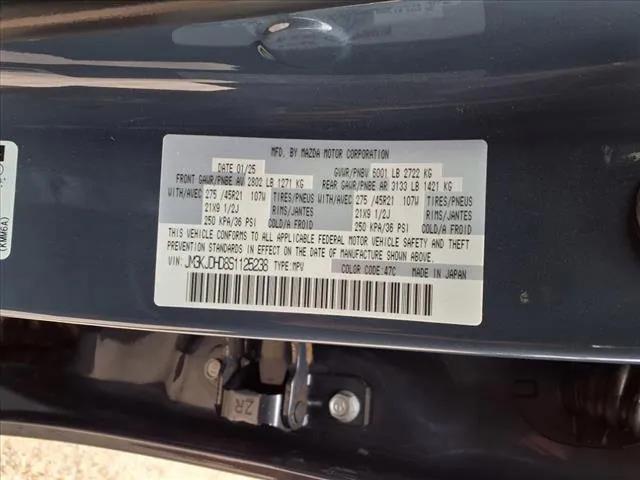 MFD. BY MAZDA MOTOR CORPORATION
DATE 01/25 GVWR/PNBV 6001 LB 2722 KG
FRONT GAWR/PNBE AV 2802 LB 1271 KG REAR GAWR/PNBE AR 3133 LB 1421 KG
WITH/AVEC 275 /45R21 107W TIRES/PNEUS WITH/AVEC 275 /45R21 107W TIRES/PNEUS
21X9 1/2J RIMS/JANTES 21X9 1/2J RIMS/JANTES
250 KPA/36 PSI COLD/A FROID 250 KPA/36 PSI COLD/A FROID
THIS VEHICLE CONFORMS TO ALL APPLICABLE FEDERAL MOTOR VEHICLE SAFETY AND THEFT
PREVENTION STANDARDS IN EFFECT ON THE DATE OF MANUFACTURE SHOWN ABOVE.
VIN: JM3KJDHD8S1125238 TYPE:MPV COLOR CODE:47C MADE IN JAPAN
(KMM6A)
ZR